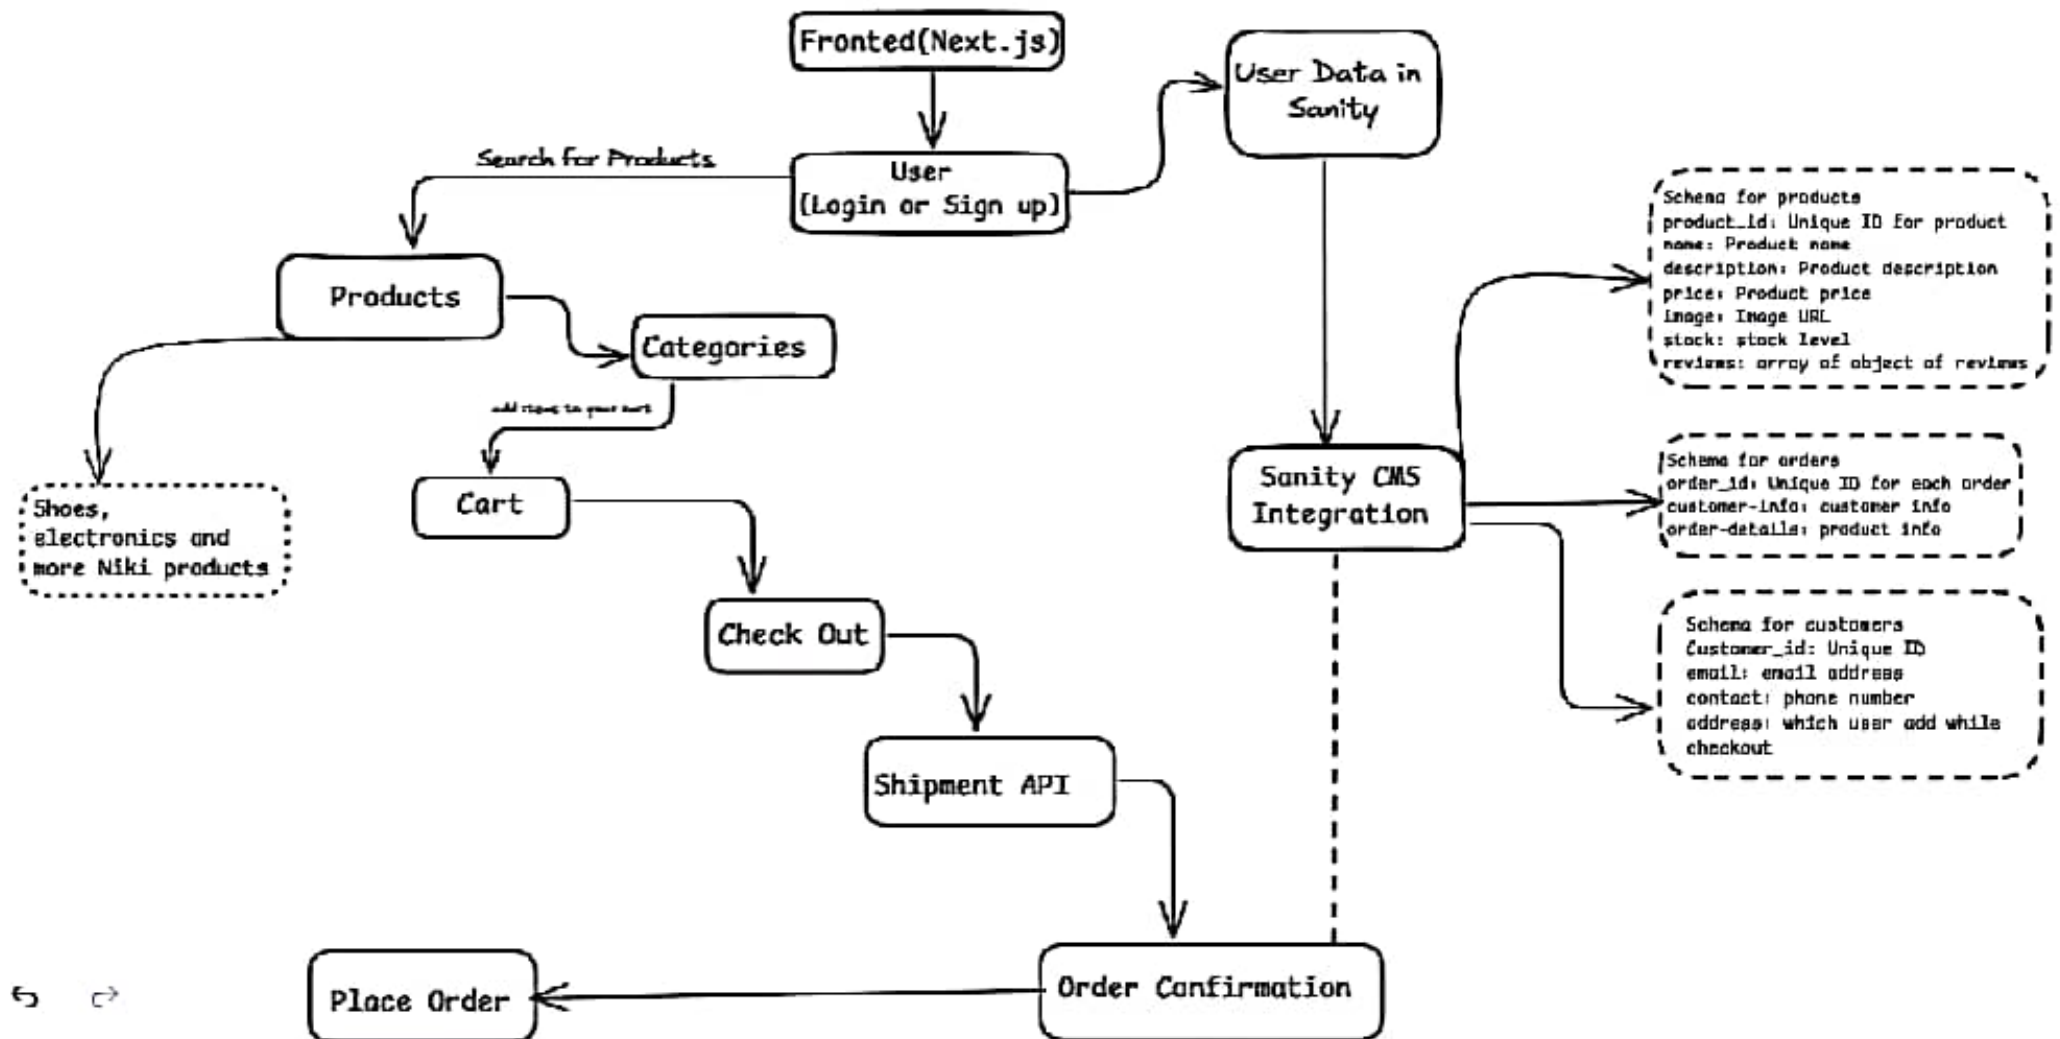 Fronted(Next.js)
User Data in
Sanity
Search for Products
User
(Login or Sign up)
Schema for products
product_id: Unique ID for product
name: Product name
description: Product description
price: Product price
image: Image URL
stock: stock level
reviews: array of object of reviews
Products
Categories
add items to your cart
Cart
Shoes,
electronics and
more Niki products
Sanity CMS
Integration
Schema for orders
order_id: Unique ID for each order
customer-info: customer info
order-details: product info
Check Out
Schema for customers
Customer_id: Unique ID
email: email address
contact: phone number
address: which user add while
checkout
Shipment API
Order Confirmation
Place Order